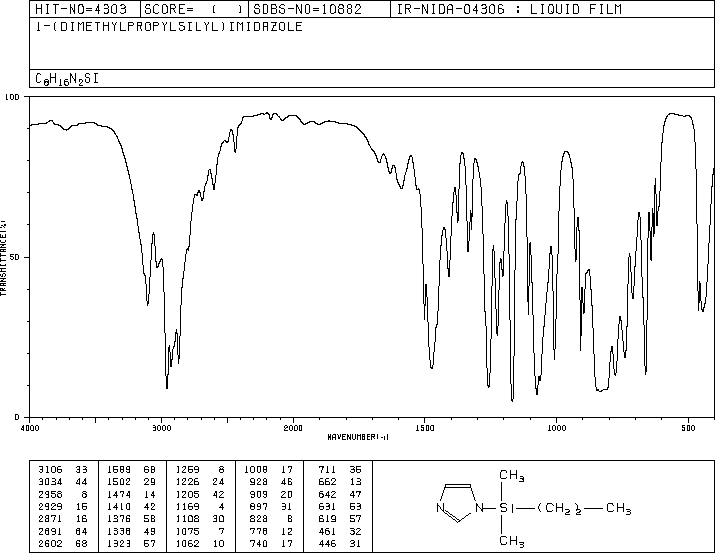 HIT-NO=4303 SCORE= ( ) SDBS-NO=10882 IR-NIDA-04306 : LIQUID FILM
1-(DIMETHYLPROPYLSILYL)IMIDAZOLE
C8H16N2SI
100
50
0
TRANSMITTANCE(%)
4000 3000 2000 1500 1000 500
WAVENUMBER(-1)
3106 33 1589 68 1259 8 1008 17 711 35
3034 44 1502 29 1226 24 928 46 662 13
2958 8 1474 14 1205 42 909 20 642 47
2929 15 1410 42 1169 4 897 31 631 53
2871 16 1376 58 1108 30 828 8 619 57
2891 84 1338 49 1075 7 778 12 461 32
2602 68 1323 57 1062 10 740 17 446 31
CH3
N N Si (CH2)2 CH3
CH3